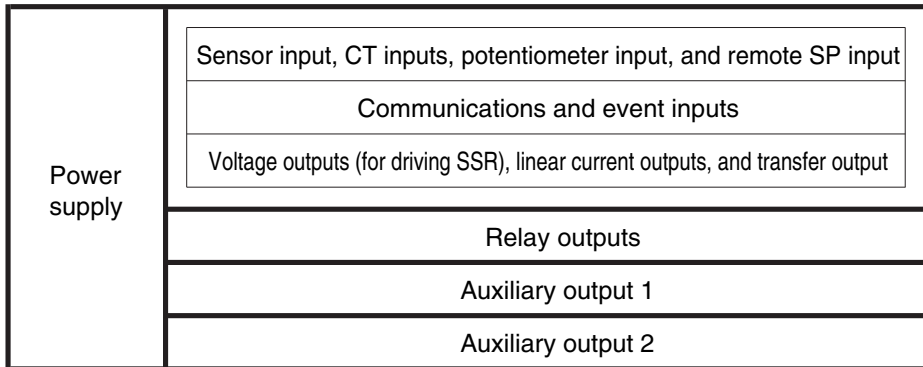 Power
supply
Sensor input, CT inputs, potentiometer input, and remote SP input
Communications and event inputs
Voltage outputs (for driving SSR), linear current outputs, and transfer output
Relay outputs
Auxiliary output 1
Auxiliary output 2